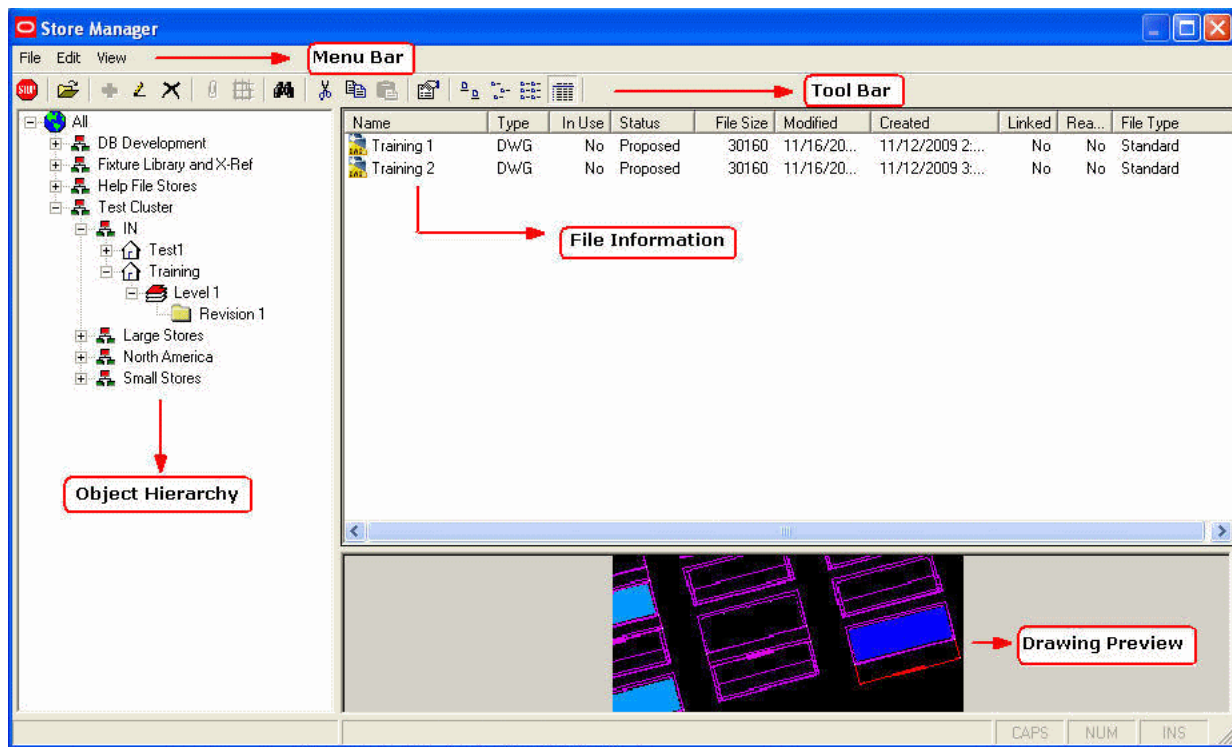 Store Manager
File Edit View
Menu Bar
STOP
Tool Bar
All
DB Development
Fixture Library and X-Ref
Help File Stores
Test Cluster
IN
Test1
Training
Level 1
Revision 1
Large Stores
North America
Small Stores
Object Hierarchy
Name Type In Use Status File Size Modified Created Linked Rea... File Type
Training 1 DWG No Proposed 30160 11/16/20... 11/12/2009 2:... No No Standard
Training 2 DWG No Proposed 30160 11/16/20... 11/12/2009 3:... No No Standard
File Information
Drawing Preview
CAPS NUM INS